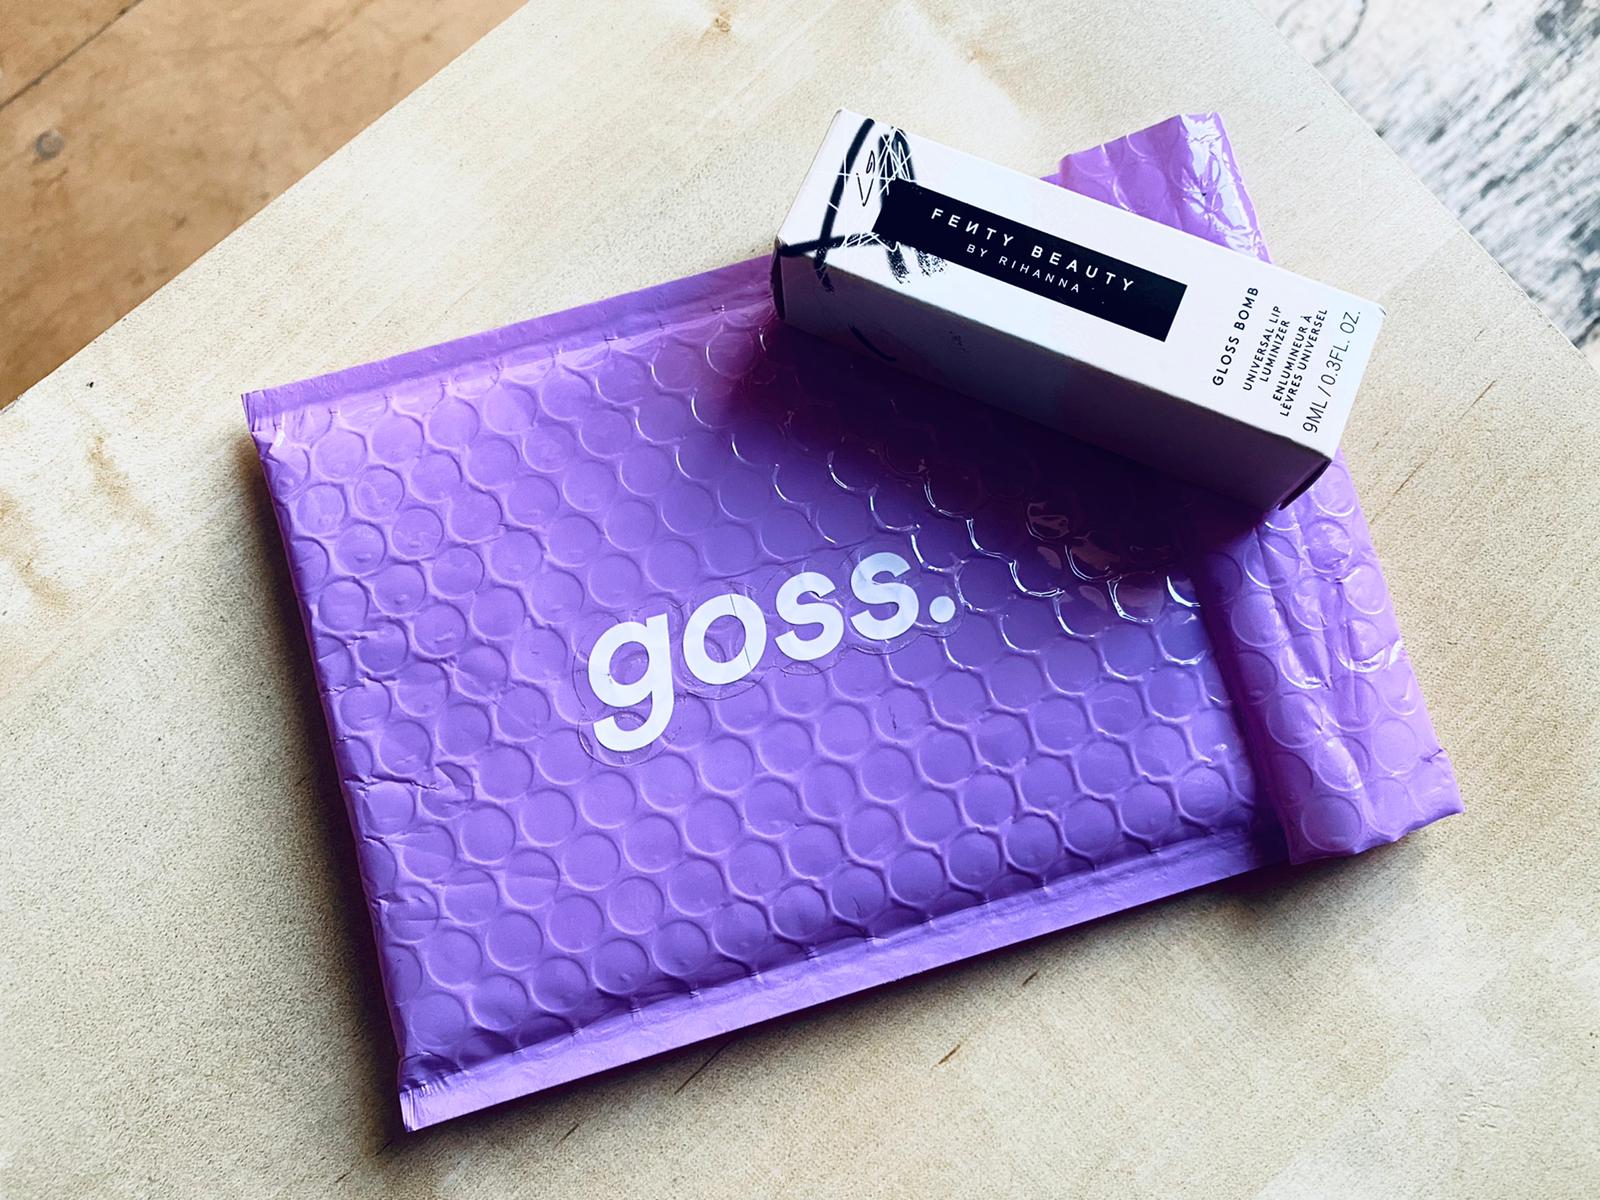 FENTY BEAUTY
BY RIHANNA
GLOSS BOMB
UNIVERSAL LIP
LUMINIZER
ENLUMINEUR À
LÈVRES UNIVERSEL
9ML / 0.3FL. OZ.
goss.